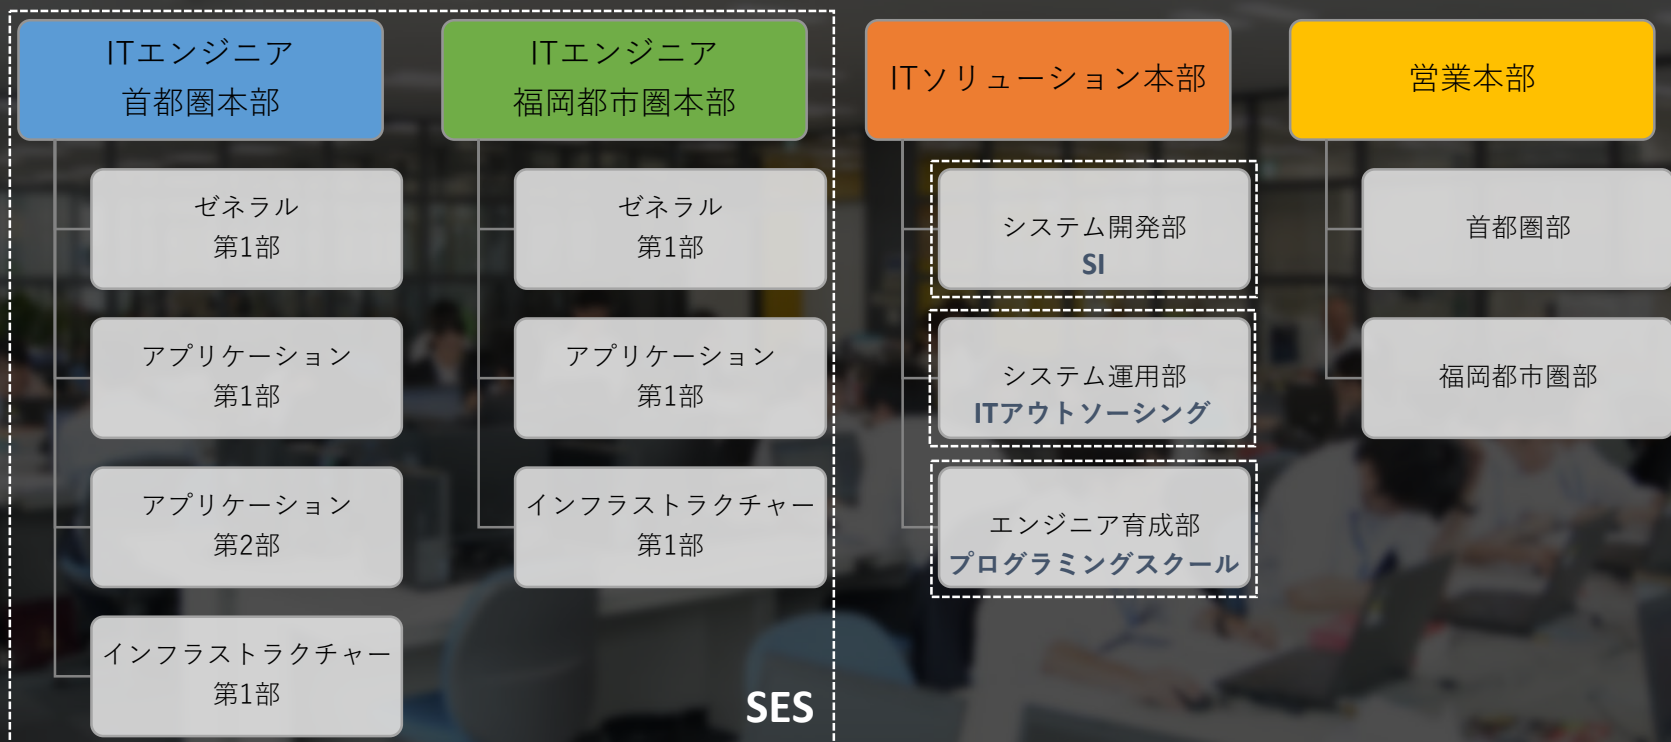 ITエンジニア
首都圏本部
ゼネラル
第1部
アプリケーション
第1部
アプリケーション
第2部
インフラストラクチャー
第1部
ITエンジニア
福岡都市圏本部
ゼネラル
第1部
アプリケーション
第1部
インフラストラクチャー
第1部
SES
ITソリューション本部
システム開発部
SI
システム運用部
ITアウトソーシング
エンジニア育成部
プログラミングスクール
営業本部
首都圏部
福岡都市圏部